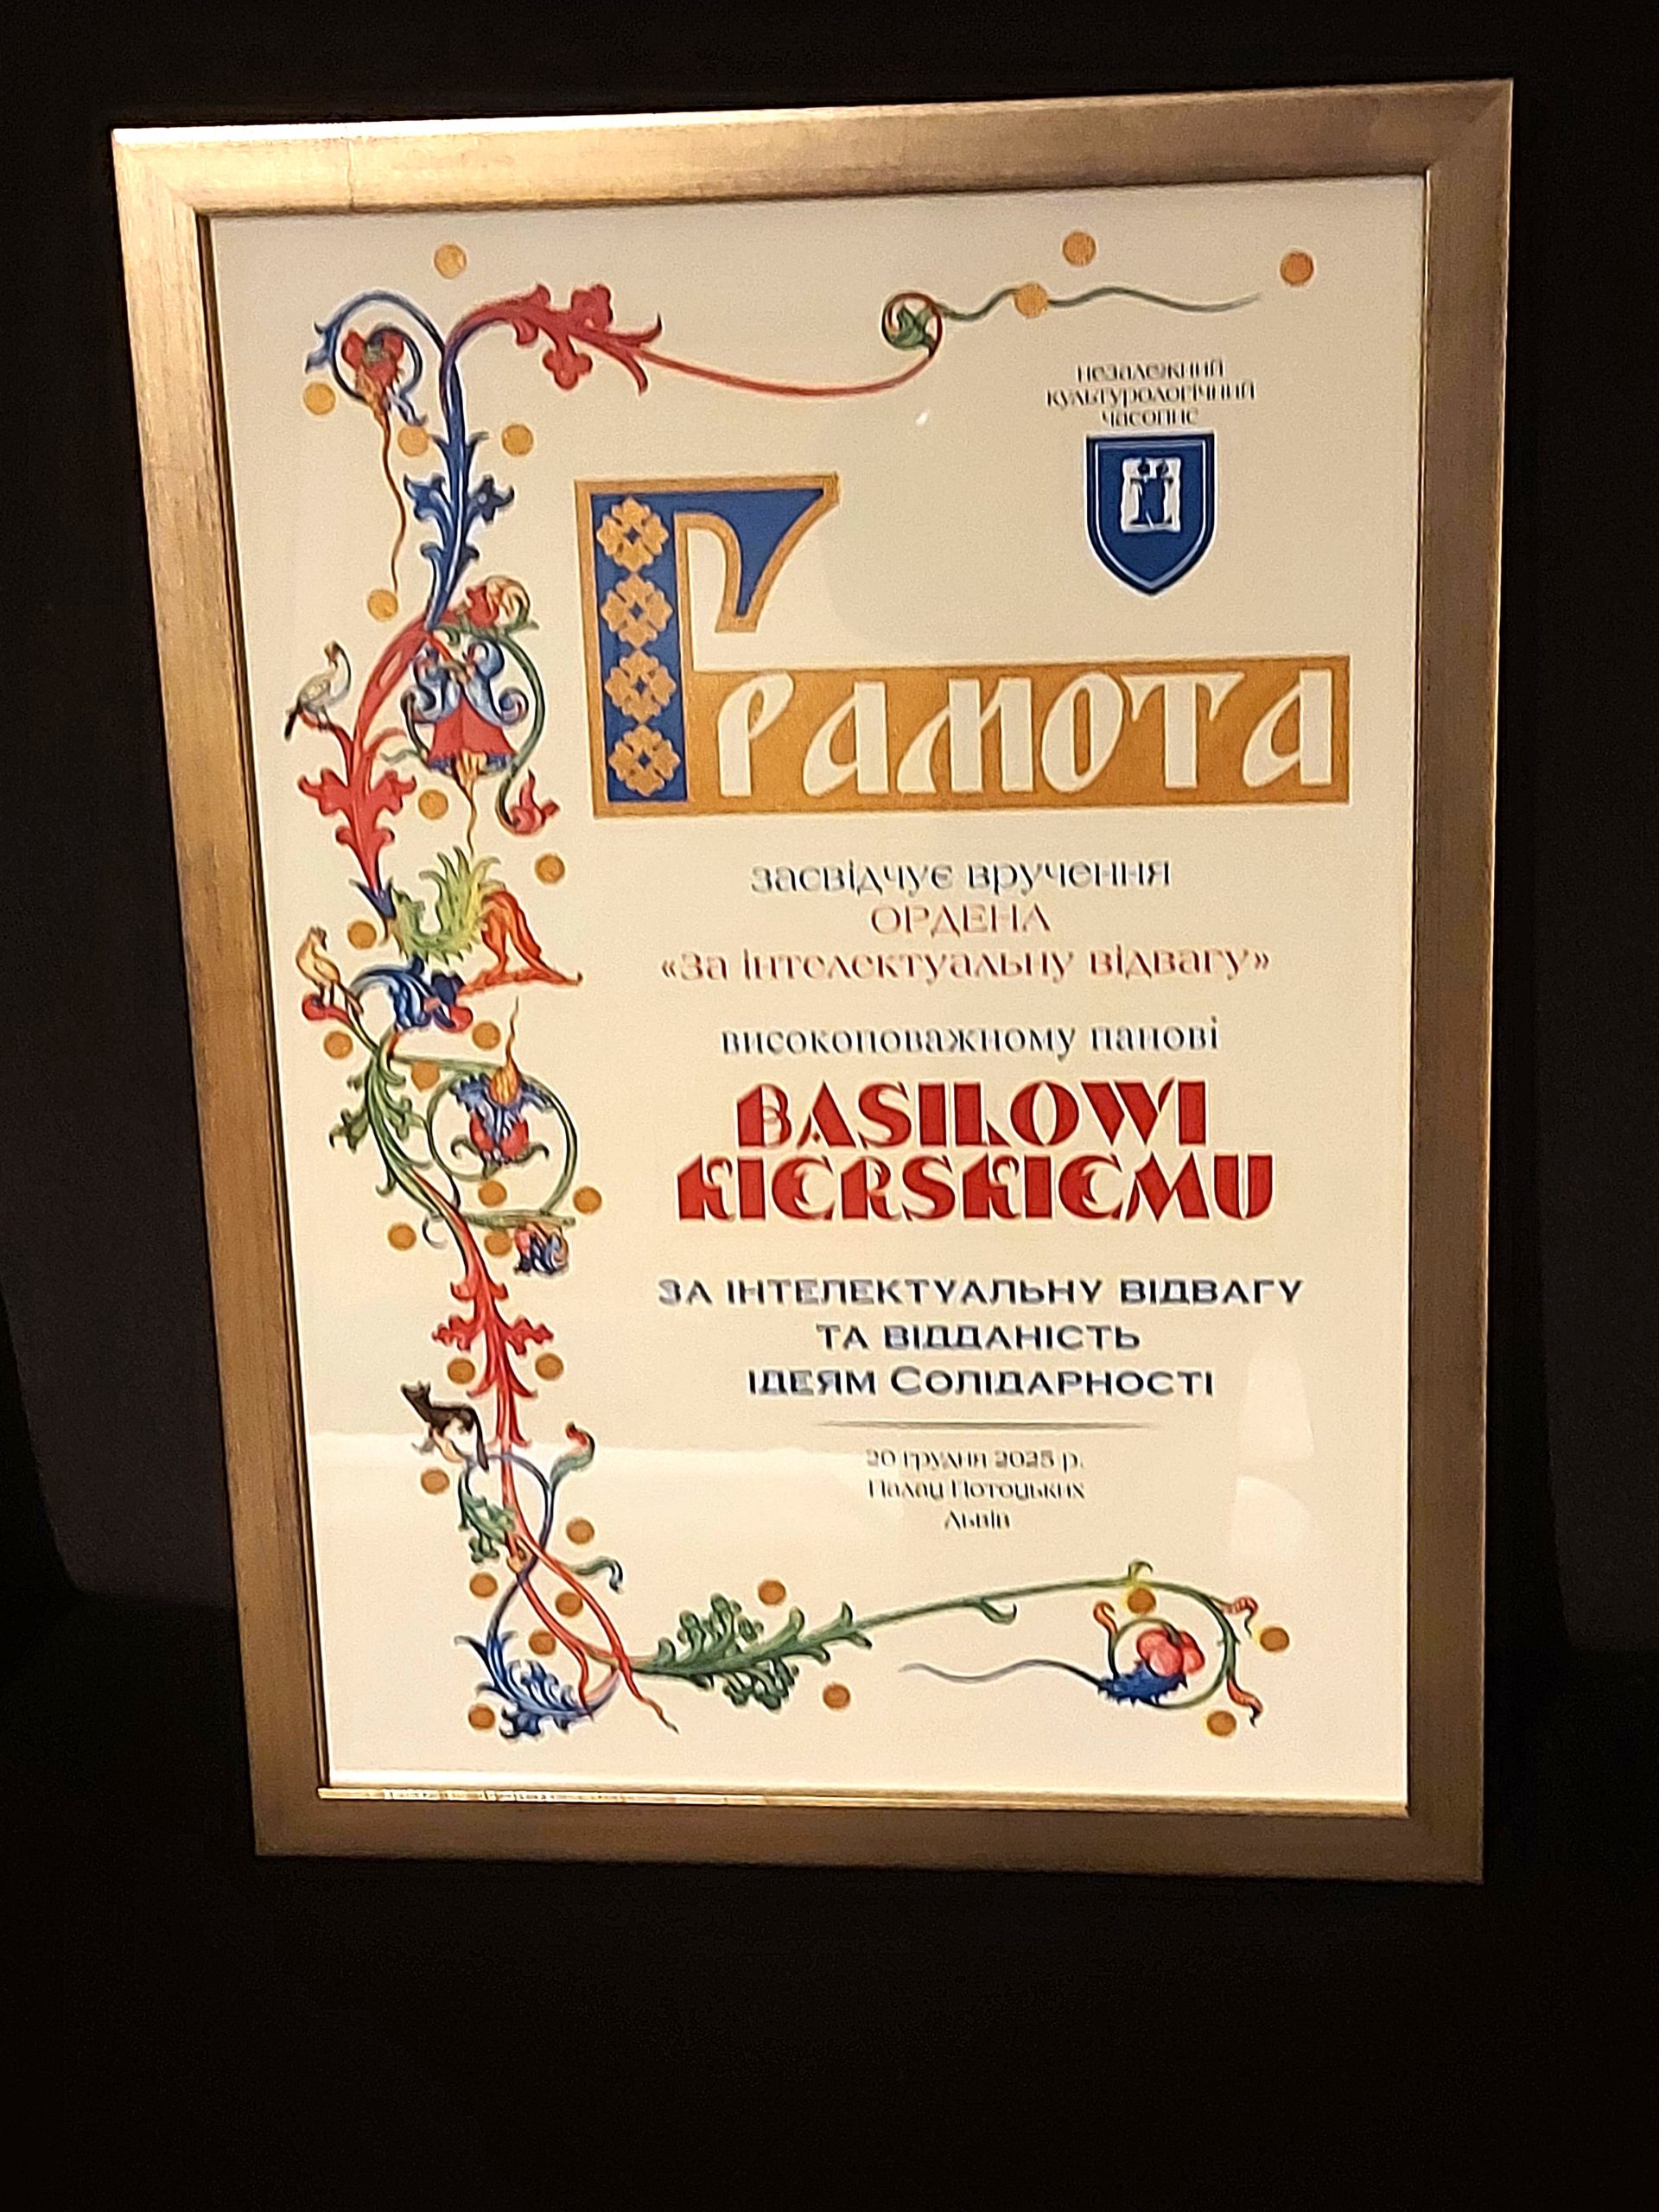 незалежний
культурологічний
часопис
Ї
Грамота
засвідчує вручення
ОРДЕНА
«За інтелектуальну відвагу»
високоповажному панові
BASILOWI
KIERSKIEMU
ЗА ІНТЕЛЕКТУАЛЬНУ ВІДВАГУ
ТА ВІДДАНІСТЬ
ІДЕЯМ СОЛІДАРНОСТІ
20 грудня 2025 р.
Палац Потоцьких
Львів